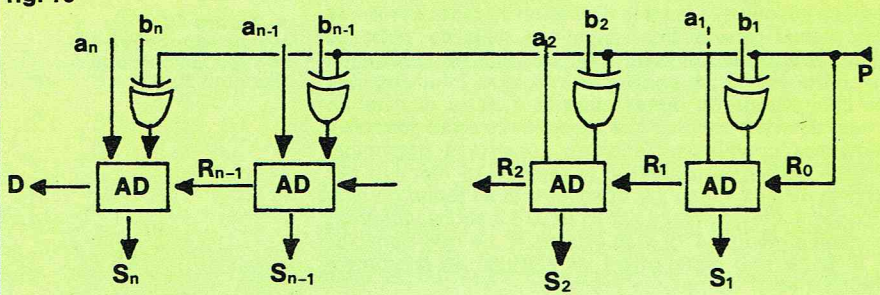 fig. 10
an bn an-1 bn-1 a2 b2 a1 b1
P
D AD Rn-1 AD R2 AD R1 AD R0
Sn Sn-1 S2 S1